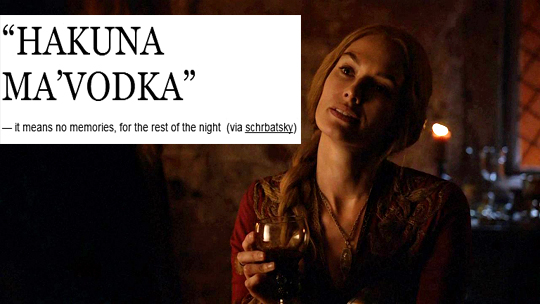 “HAKUNA
MA’VODKA”
— it means no memories, for the rest of the night (via schrbatsky)